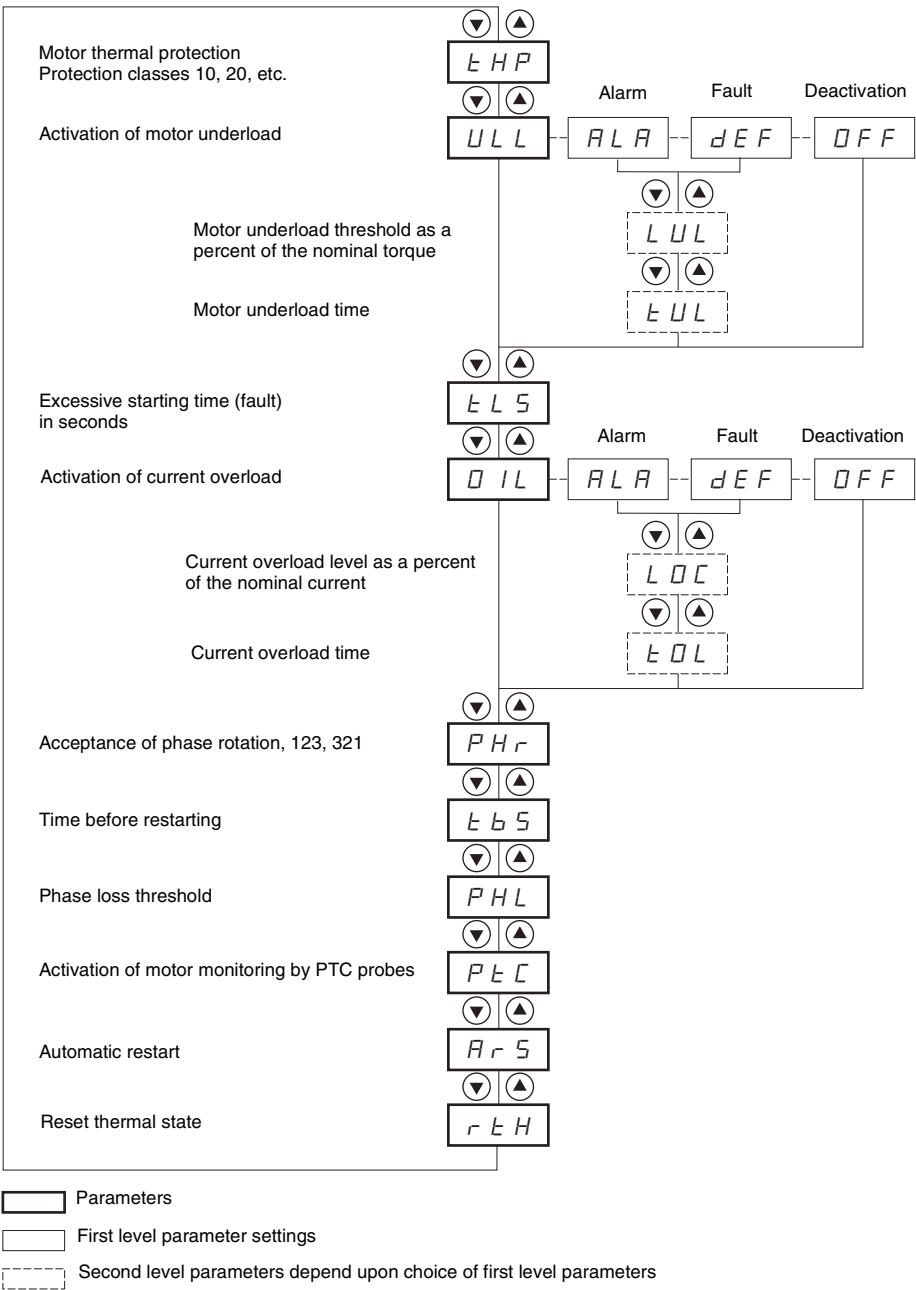 Motor thermal protection
Protection classes 10, 20, etc.
tHP
Alarm Fault Deactivation
Activation of motor underload
ULL ALA dEF OFF
Motor underload threshold as a
percent of the nominal torque
LUL
Motor underload time
tUL
Excessive starting time (fault)
in seconds
tLS
Alarm Fault Deactivation
Activation of current overload
OIL ALA dEF OFF
Current overload level as a percent
of the nominal current
LOC
Current overload time
tOL
Acceptance of phase rotation, 123, 321
PHr
Time before restarting
tbS
Phase loss threshold
PHL
Activation of motor monitoring by PTC probes
PtC
Automatic restart
ArS
Reset thermal state
rtH
Parameters
First level parameter settings
Second level parameters depend upon choice of first level parameters